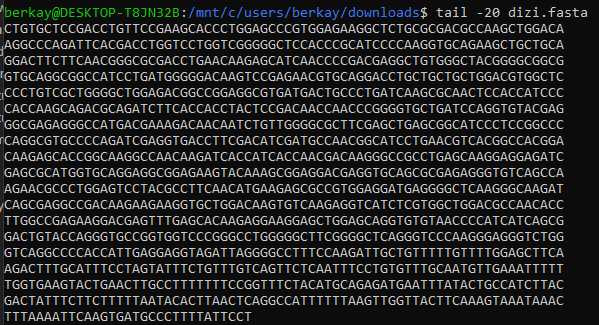 berkay@DESKTOP-T8JN32B:/mnt/c/users/berkay/downloads$ tail -20 dizi.fasta
CTGTGCTCCGACCTGTTCCGAAGCACCCTGGAGCCCGTGGAGAAGGCTCTGCGCGACGCCAAGCTGGACA
AGGCCCAGATTCACGACCTGGTCCTGGTCGGGGGCTCCACCCGCATCCCCAAGGTGCAGAAGCTGCTGCA
GGACTTCTTCAACGGGCGCGACCTGAACAAGAGCATCAACCCCGACGAGGCTGTGGGCTACGGGGCGGCG
GTGCAGGCGGCCATCCTGATGGGGGACAAGTCCGAGAACGTGCAGGACCTGCTGCTGCTGGACGTGGCTC
CCCTGTCGCTGGGGCTGGAGACGGCCGGAGGCGTGATGACTGCCCTGATCAAGCGCAACTCCACCATCCC
CACCAAGCAGACGCAGATCTTCACCACCTACTCCGACAACCAACCCGGGGTGCTGATCCAGGTGTACGAG
GGCGAGAGGGCCATGACGAAAGACAACAATCTGTTGGGGCGCTTCGAGCTGAGCGGCATCCCTCCGGCCC
CAGGCGTGCCCCAGATCGAGGTGACCTTCGACATCGATGCCAACGGCATCCTGAACGTCACGGCCACGGA
CAAGAGCACCGGCAAGGCCAACAAGATCACCATCACCAACGACAAGGGCCGCCTGAGCAAGGAGGAGATC
GAGCGCATGGTGCAGGAGGCGGAGAAGTACAAAGCGGAGGACGAGGTGCAGCGCGAGAGGGTGTCAGCCA
AGAACGCCCTGGAGTCCTACGCCTTCAACATGAAGAGCGCCGTGGAGGATGAGGGGCTCAAGGGCAAGAT
CAGCGAGGCCGACAAGAAGAAGGTGCTGGACAAGTGTCAAGAGGTCATCTCGTGGCTGGACGCCAACACC
TTGGCCGAGAAGGACGAGTTTGAGCACAAGAGGAAGGAGCTGGAGCAGGTGTGTAACCCCATCATCAGCG
GACTGTACCAGGGTGCCGGTGGTCCCGGGCCTGGGGGCTTCGGGGCTCAGGGTCCCAAGGGAGGGTCTGG
GTCAGGCCCCACCATTGAGGAGGTAGATTAGGGGCCTTTCCAAGATTGCTGTTTTTGTTTTGGAGCTTCA
AGACTTTGCATTTCCTAGTATTTCTGTTTGTCAGTTCTCAATTTCCTGTGTTTGCAATGTTGAAATTTTT
TGGTGAAGTACTGAACTTGCCTTTTTTTCCGGTTTCTACATGCAGAGATGAATTTATACTGCCATCTTAC
GACTATTTCTTCTTTTTAATACACTTAACTCAGGCCATTTTTTAAGTTGGTTACTTCAAAGTAAATAAAC
TTTAAAATTCAAGTGATGCCCTTTTATTCCT